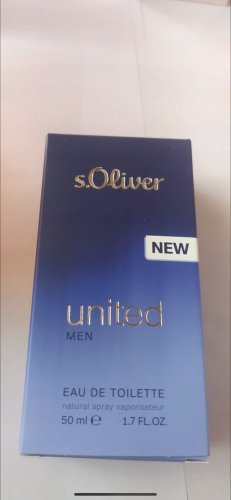 s.Oliver
NEW
united
MEN
EAU DE TOILETTE
natural spray vaporisateur
50 ml ℮ 1.7 FL.OZ.